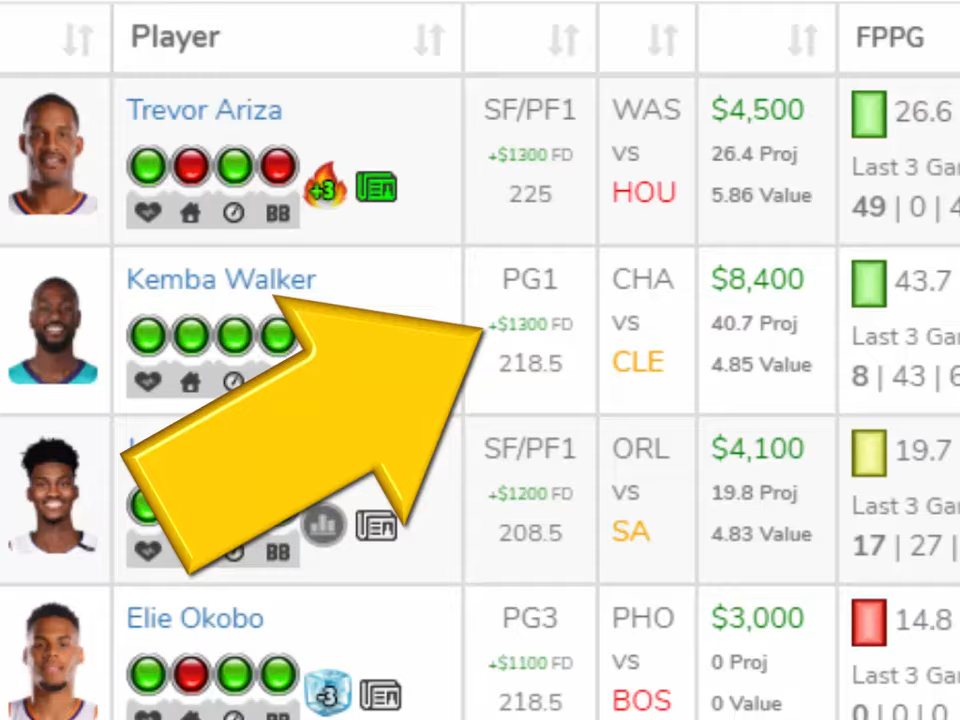 Player FPPG
Trevor Ariza SF/PF1 WAS $4,500 26.6
+$1300 FD VS 26.4 Proj Last 3
+3 225 HOU 5.86 Value 49 | 0 |
BB
Kemba Walker PG1 CHA $8,400 43.7
+$1300 FD VS 40.7 Proj Last 3
218.5 CLE 4.85 Value 8 | 43 |
SF/PF1 ORL $4,100 19.7
+$1200 FD VS 19.8 Proj Last 3
208.5 SA 4.83 Value 17 | 27 |
BB
Elie Okobo PG3 PHO $3,000 14.8
+$1100 FD VS 0 Proj Last 3
-3 218.5 BOS 0 Value 0 | 0 | 0